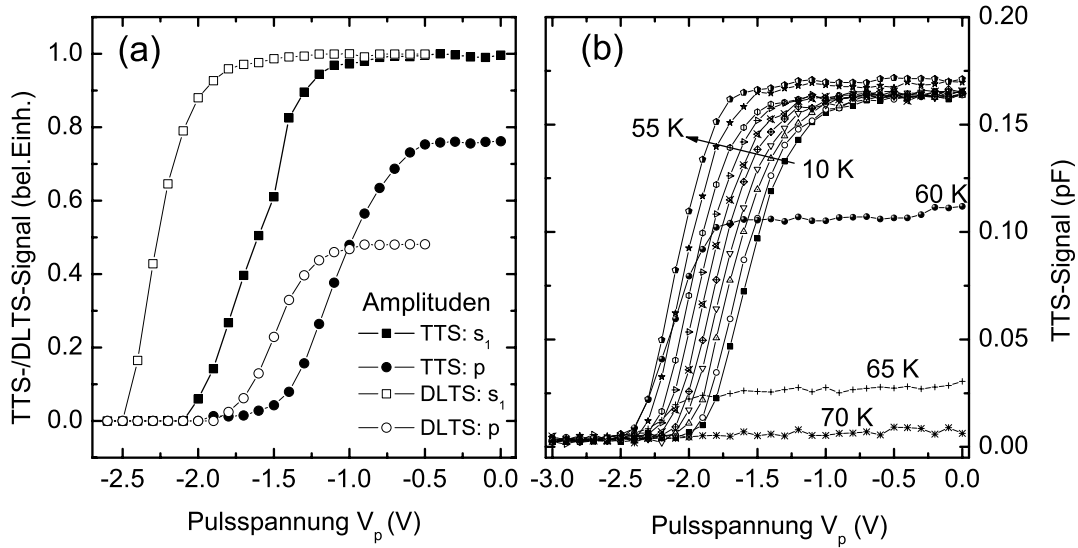 (a)
TTS-/DLTS-Signal (bel.Einh.)
1.0
0.8
0.6
0.4
0.2
0.0
Amplituden
TTS: s1
TTS: p
DLTS: s1
DLTS: p
-2.5 -2.0 -1.5 -1.0 -0.5 0.0
Pulsspannung Vp (V)
(b)
55 K
10 K
60 K
65 K
70 K
0.20
0.15
0.10
0.05
0.00
TTS-Signal (pF)
-3.0 -2.5 -2.0 -1.5 -1.0 -0.5 0.0
Pulsspannung Vp (V)